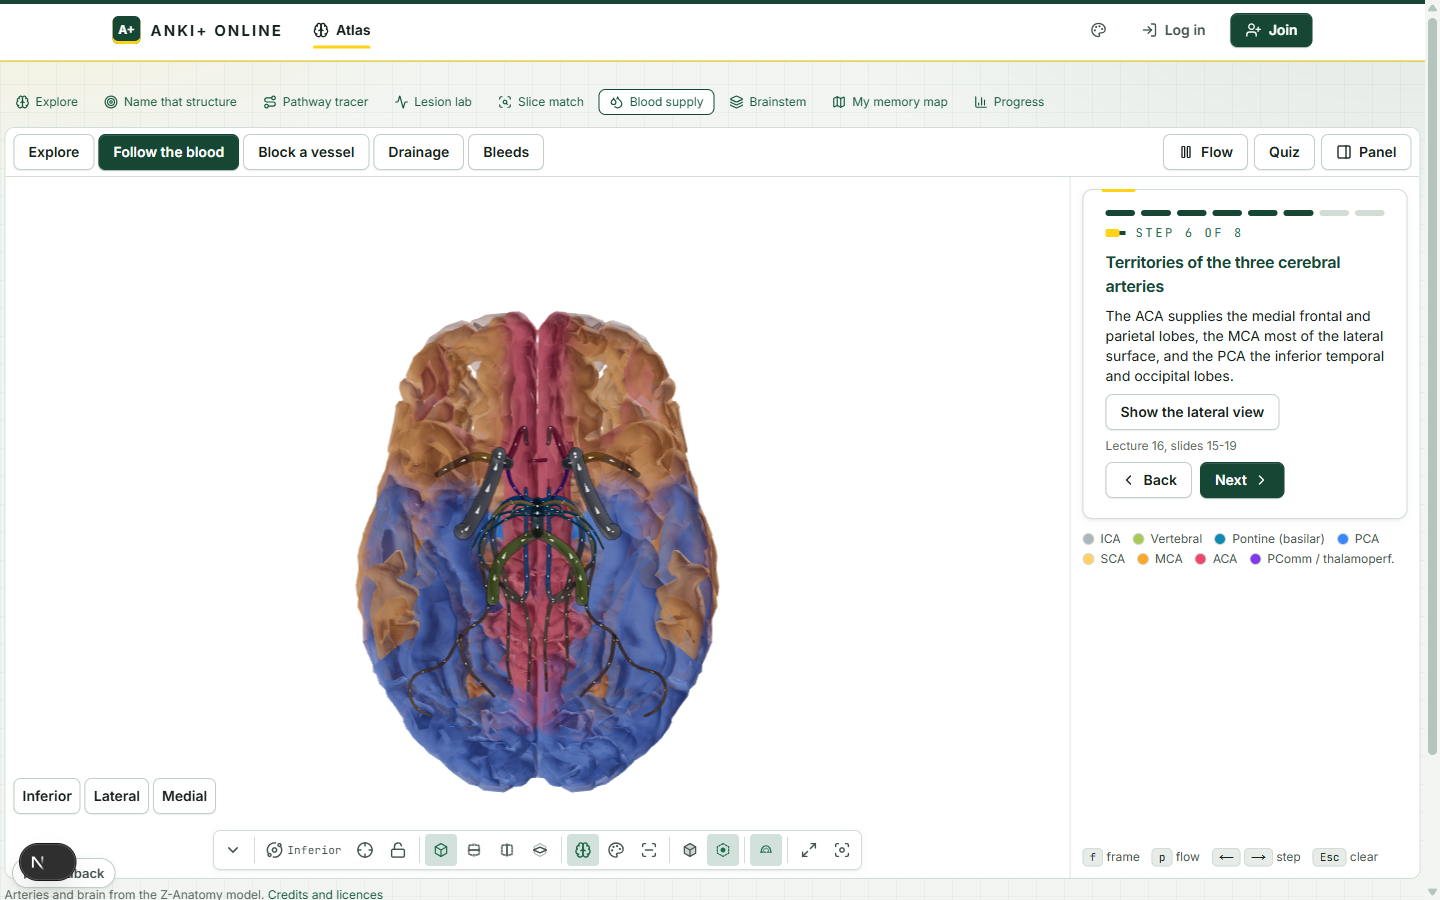 A+ ANKI+ ONLINE Atlas Log in Join
Explore Name that structure Pathway tracer Lesion lab Slice match Blood supply Brainstem My memory map Progress
Explore Follow the blood Block a vessel Drainage Bleeds Flow Quiz Panel
STEP 6 OF 8
Territories of the three cerebral
arteries
The ACA supplies the medial frontal and
parietal lobes, the MCA most of the lateral
surface, and the PCA the inferior temporal
and occipital lobes.
Show the lateral view
Lecture 16, slides 15-19
Back Next
ICA Vertebral Pontine (basilar) PCA
SCA MCA ACA PComm / thalamoperf.
Inferior Lateral Medial
Inferior
f frame p flow ← → step Esc clear
N back
Arteries and brain from the Z-Anatomy model. Credits and licences